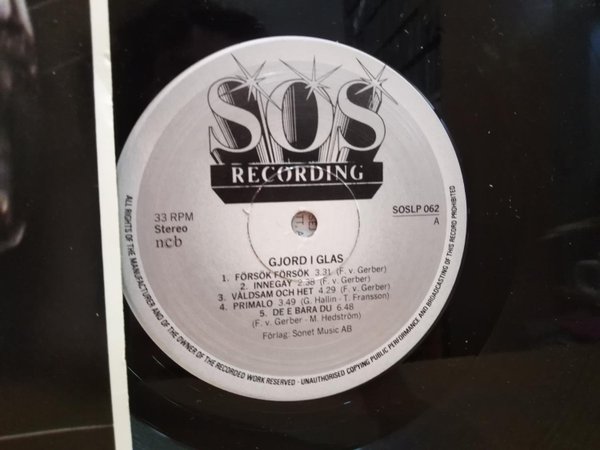 SOS
RECORDING
33 RPM
Stereo
ncb
SOSLP 062
A
GJORD I GLAS
1. FÖRSÖK FÖRSÖK 3.31 (F. v. Gerber)
2. INNEGAY 2.38 (F. v. Gerber)
3. VÅLDSAM OCH HET 4.29 (F. v. Gerber)
4. PRIMALO 3.49 (G. Hallin - T. Fransson)
5. DE E BARA DU 6.48
(F. v. Gerber - M. Hedström)
Förlag: Sonet Music AB
ALL RIGHTS OF THE MANUFACTURER AND OF THE OWNER OF THE RECORDED WORK RESERVED · UNAUTHORISED COPYING PUBLIC PERFORMANCE AND BROADCASTING OF THIS RECORD PROHIBITED